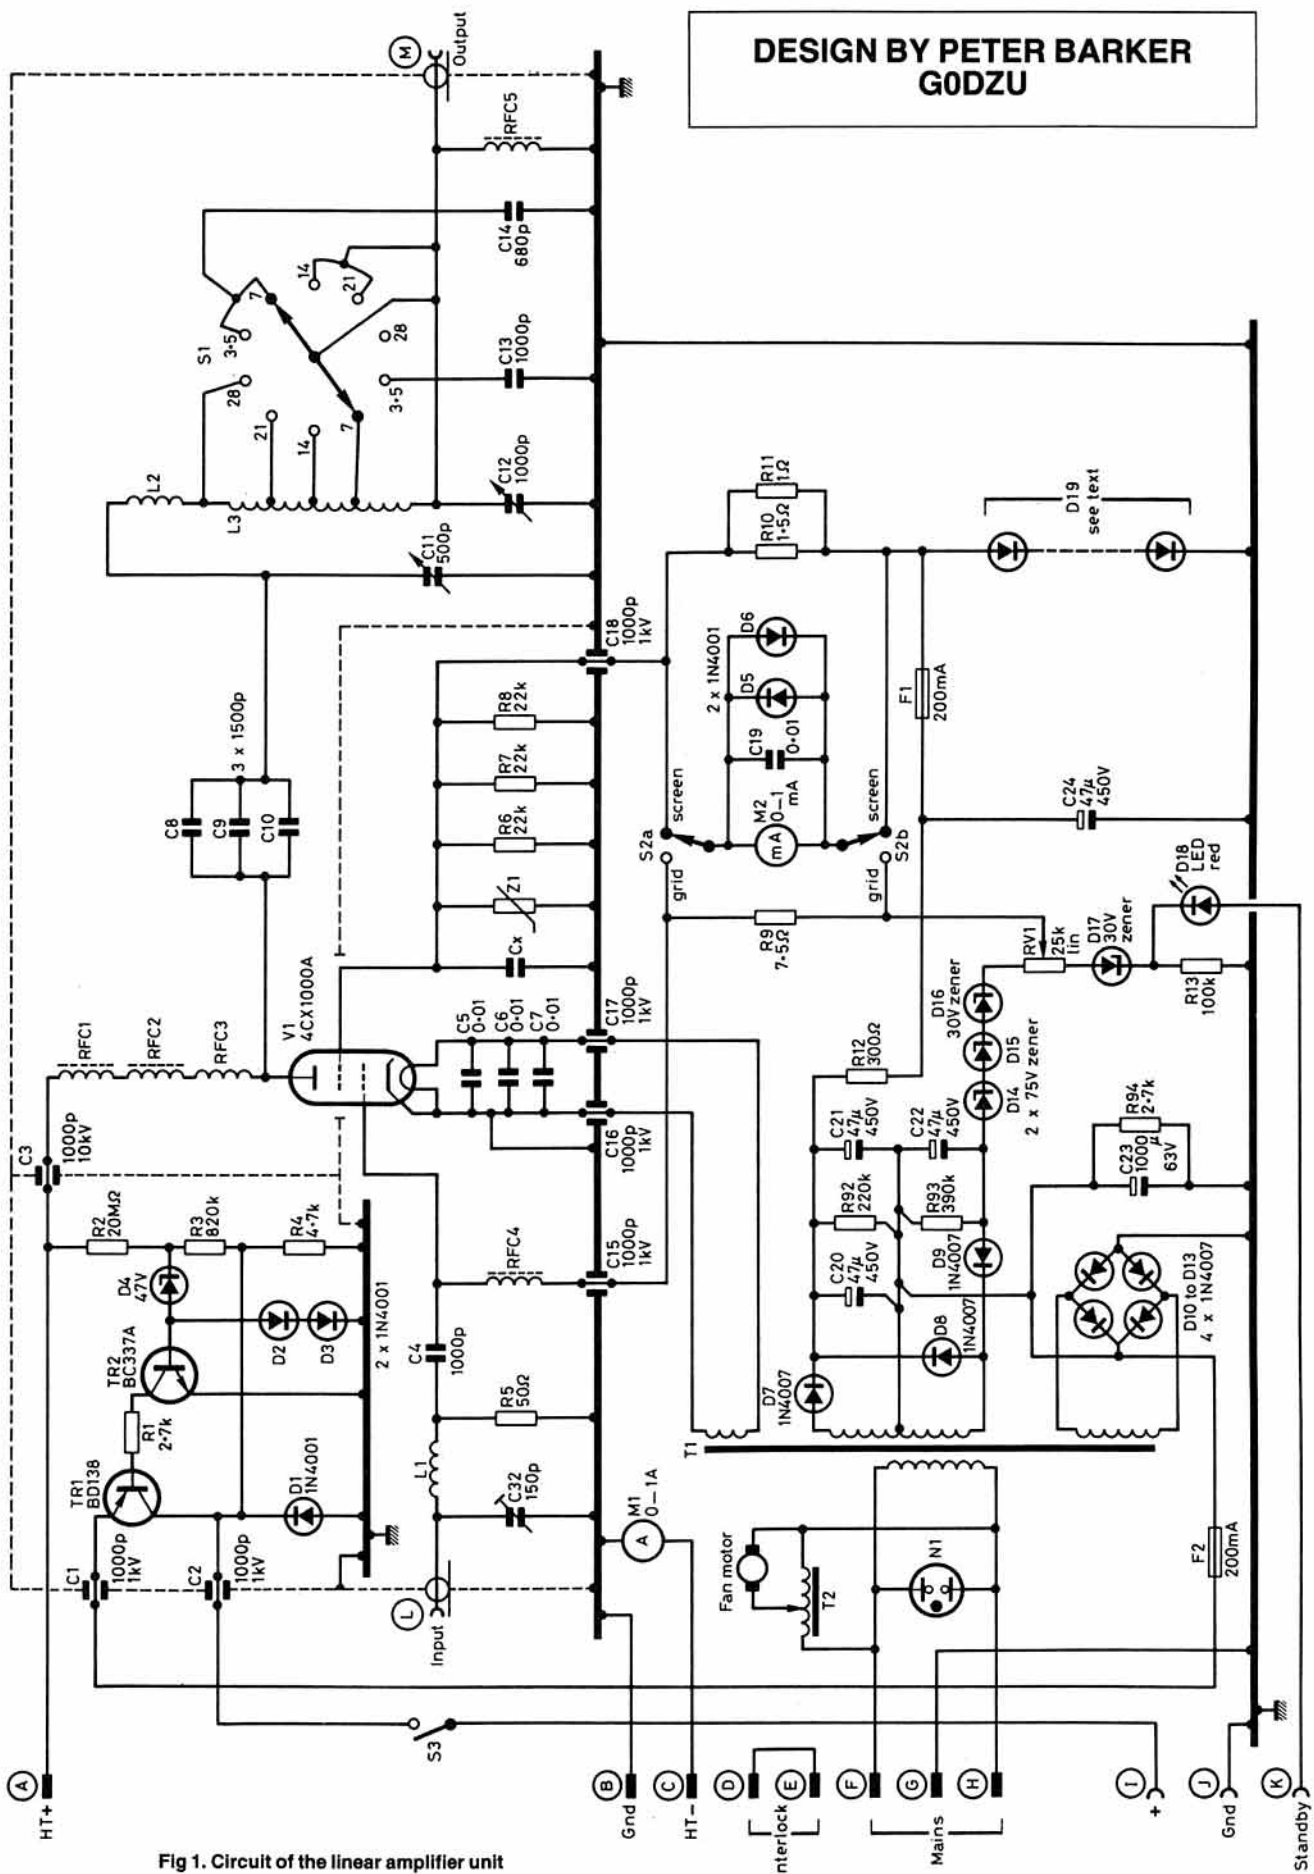 DESIGN BY PETER BARKER
G0DZU
A
HT+
C3
1000p
10kV
RFC1
RFC2
RFC3
V1
4CX1000A
C8
C9
C10
3 x 1500p
L2
L3
S1
28
3·5
7
21
14
14
21
7
3·5
28
M
Output
RFC5
C14
680p
C13
1000p
C12
1000p
C11
500p
C1
1000p
1kV
C2
1000p
1kV
TR1
BD138
R1
2·7k
TR2
BC337A
D4
47V
R2
20MΩ
R3
820k
R4
4·7k
D2
D3
D1
1N4001
2 x 1N4001
L
Input
L1
C32
150p
R5
50Ω
C4
1000p
RFC4
C15
1000p
1kV
C16
1000p
1kV
C17
1000p
1kV
C5
0·01
C6
0·01
C7
0·01
Cx
Z1
R6
22k
R7
22k
R8
22k
C18
1000p
1kV
S3
B
Gnd
C
HT−
M1
0−1A
D
E
nterlock
F
G
H
Mains
Fan motor
T2
N1
T1
D7
1N4007
D8
1N4007
D9
1N4007
C20
47µ
450V
R92
220k
R93
390k
C21
47µ
450V
C22
47µ
450V
R12
300Ω
D14
D15
2 x 75V zener
D16
30V zener
RV1
25k
lin
D17
30V
zener
R13
100k
D18
LED
red
C24
47µ
450V
F1
200mA
S2a
grid
screen
S2b
grid
screen
R9
7·5Ω
M2
0−1
mA
mA
C19
0·01
D5
D6
2 x 1N4001
R10
1·5Ω
R11
1Ω
D19
see text
C23
1000
µ
63V
R94
2·7k
D10 to D13
4 x 1N4007
F2
200mA
I
+
J
Gnd
K
Standby
Fig 1. Circuit of the linear amplifier unit